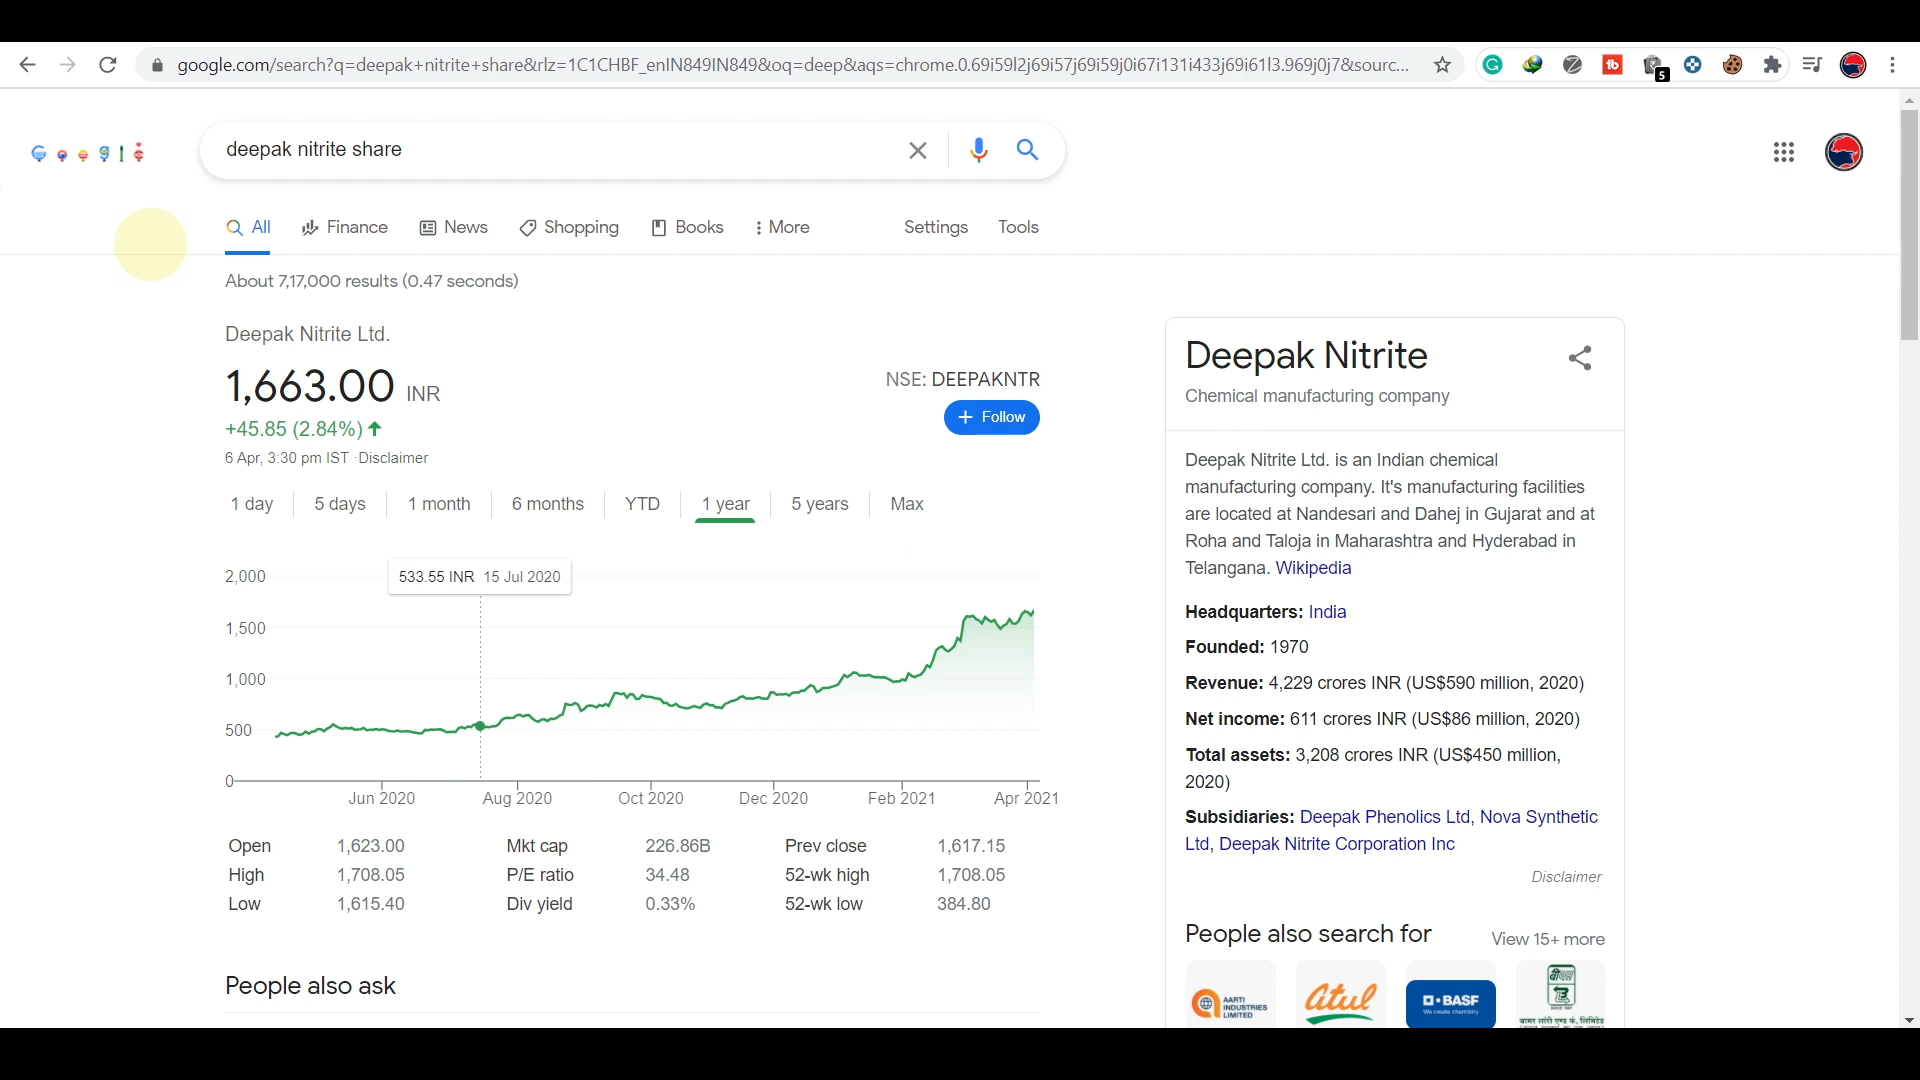 google.com/search?q=deepak+nitrite+share&rlz=1C1CHBF_enIN849IN849&oq=deep&aqs=chrome.0.69i59l2j69i57j69i59j0i67i131i433j69i61l3.969j0j7&sourc...
5
Google
deepak nitrite share
All Finance News Shopping Books More Settings Tools
About 7,17,000 results (0.47 seconds)
Deepak Nitrite Ltd.
1,663.00 INR
NSE: DEEPAKNTR
+45.85 (2.84%)
+ Follow
6 Apr, 3:30 pm IST · Disclaimer
1 day 5 days 1 month 6 months YTD 1 year 5 years Max
533.55 INR 15 Jul 2020
2,000
1,500
1,000
500
0
Jun 2020 Aug 2020 Oct 2020 Dec 2020 Feb 2021 Apr 2021
Open 1,623.00 Mkt cap 226.86B Prev close 1,617.15
High 1,708.05 P/E ratio 34.48 52-wk high 1,708.05
Low 1,615.40 Div yield 0.33% 52-wk low 384.80
People also ask
Deepak Nitrite
Chemical manufacturing company
Deepak Nitrite Ltd. is an Indian chemical
manufacturing company. It's manufacturing facilities
are located at Nandesari and Dahej in Gujarat and at
Roha and Taloja in Maharashtra and Hyderabad in
Telangana. Wikipedia
Headquarters: India
Founded: 1970
Revenue: 4,229 crores INR (US$590 million, 2020)
Net income: 611 crores INR (US$86 million, 2020)
Total assets: 3,208 crores INR (US$450 million,
2020)
Subsidiaries: Deepak Phenolics Ltd, Nova Synthetic
Ltd, Deepak Nitrite Corporation Inc
Disclaimer
People also search for View 15+ more
AARTI
INDUSTRIES
LIMITED
atul
BASF
We create chemistry